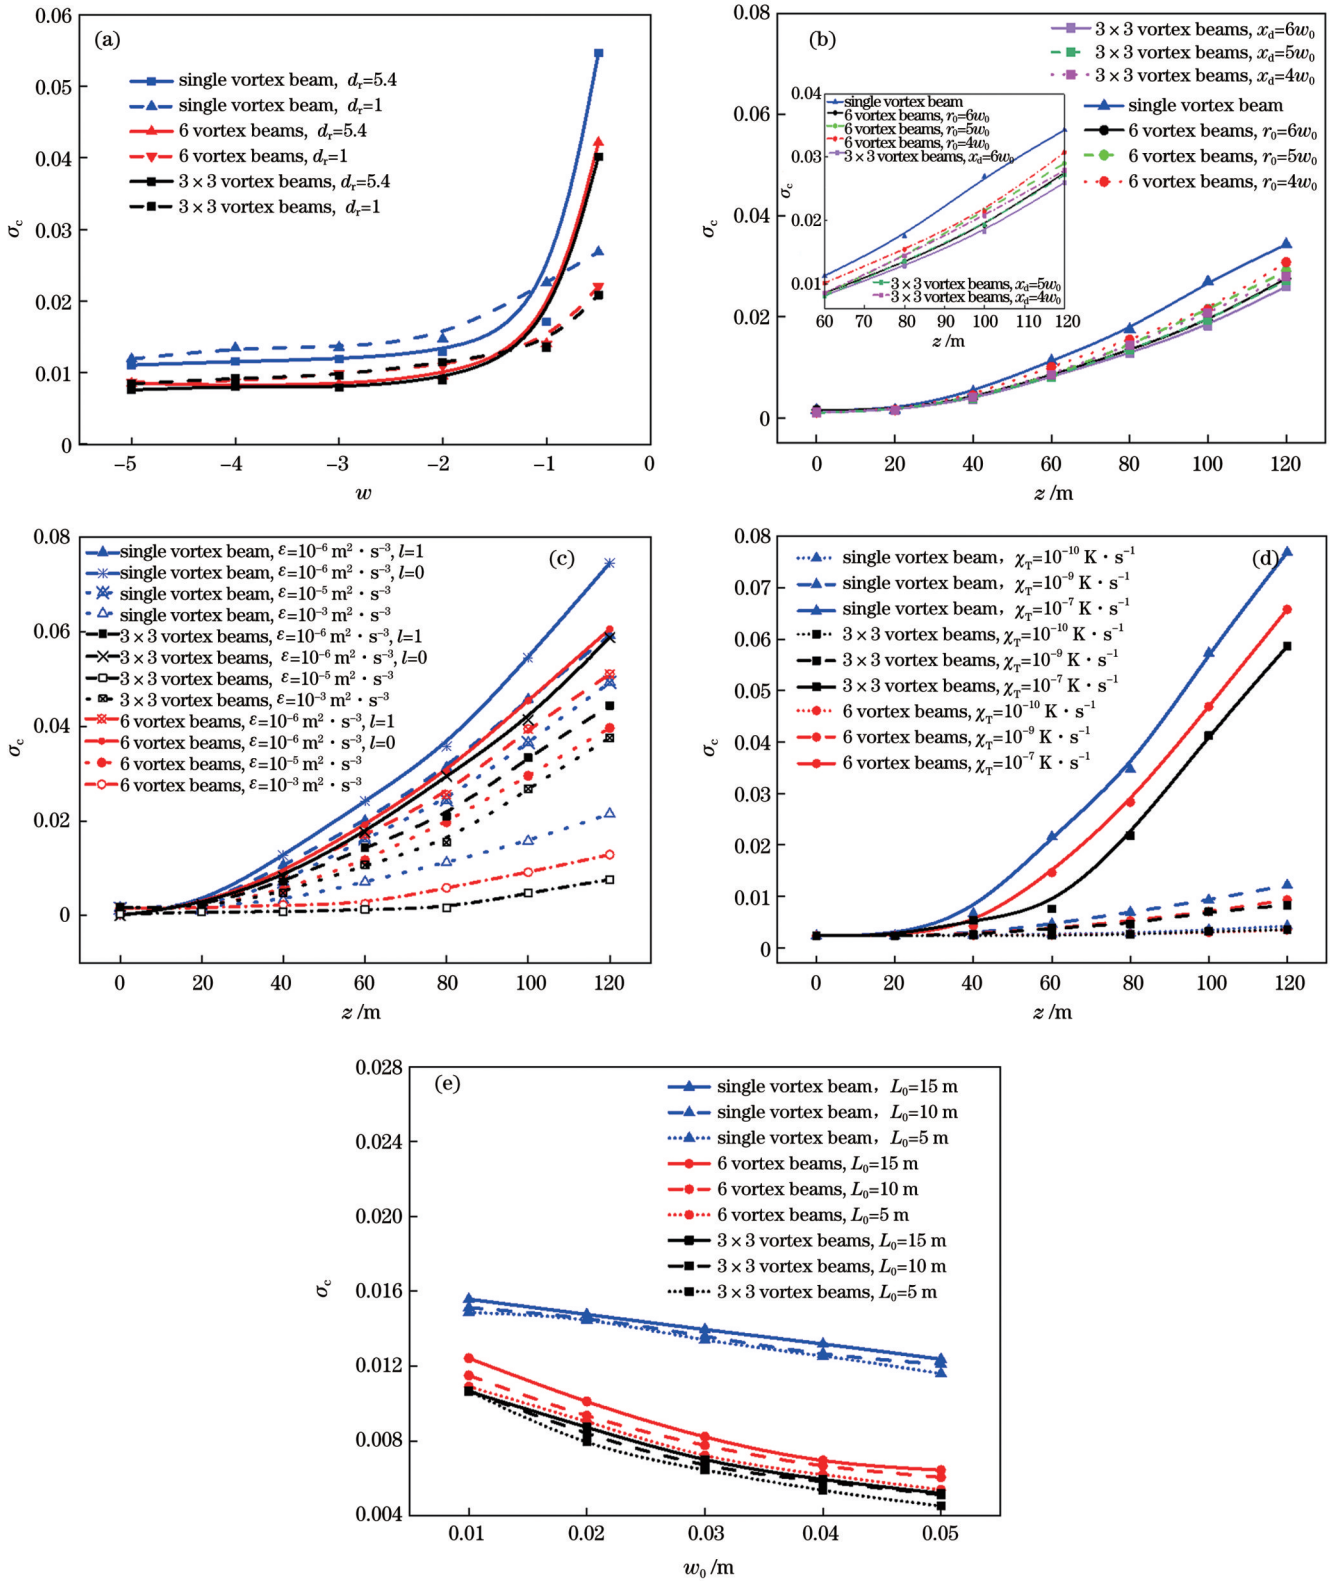 (a)
single vortex beam, dᵣ=5.4
single vortex beam, dᵣ=1
6 vortex beams, dᵣ=5.4
6 vortex beams, dᵣ=1
3×3 vortex beams, dᵣ=5.4
3×3 vortex beams, dᵣ=1
0.06
0.05
0.04
0.03
0.02
0.01
0
σc
−5 −4 −3 −2 −1 0
w
(b)
3×3 vortex beams, xd=6w₀
3×3 vortex beams, xd=5w₀
3×3 vortex beams, xd=4w₀
single vortex beam
6 vortex beams, r₀=6w₀
6 vortex beams, r₀=5w₀
6 vortex beams, r₀=4w₀
0.08
0.06
0.04
0.02
0
σc
0 20 40 60 80 100 120
z /m
single vortex beam
6 vortex beams, r₀=6w₀
6 vortex beams, r₀=5w₀
6 vortex beams, r₀=4w₀
3×3 vortex beams, xd=6w₀
3×3 vortex beams, xd=5w₀
3×3 vortex beams, xd=4w₀
0.04
0.03
0.02
0.01
σc
60 70 80 90 100 110 120
z /m
(c)
single vortex beam, ε=10⁻⁶ m²·s⁻³, l=1
single vortex beam, ε=10⁻⁶ m²·s⁻³, l=0
single vortex beam, ε=10⁻⁵ m²·s⁻³
single vortex beam, ε=10⁻³ m²·s⁻³
3×3 vortex beams, ε=10⁻⁶ m²·s⁻³, l=1
3×3 vortex beams, ε=10⁻⁶ m²·s⁻³, l=0
3×3 vortex beams, ε=10⁻⁵ m²·s⁻³
3×3 vortex beams, ε=10⁻³ m²·s⁻³
6 vortex beams, ε=10⁻⁶ m²·s⁻³, l=1
6 vortex beams, ε=10⁻⁶ m²·s⁻³, l=0
6 vortex beams, ε=10⁻⁵ m²·s⁻³
6 vortex beams, ε=10⁻³ m²·s⁻³
0.08
0.06
0.04
0.02
0
σc
0 20 40 60 80 100 120
z /m
(d)
single vortex beam, χT=10⁻¹⁰ K·s⁻¹
single vortex beam, χT=10⁻⁹ K·s⁻¹
single vortex beam, χT=10⁻⁷ K·s⁻¹
3×3 vortex beams, χT=10⁻¹⁰ K·s⁻¹
3×3 vortex beams, χT=10⁻⁹ K·s⁻¹
3×3 vortex beams, χT=10⁻⁷ K·s⁻¹
6 vortex beams, χT=10⁻¹⁰ K·s⁻¹
6 vortex beams, χT=10⁻⁹ K·s⁻¹
6 vortex beams, χT=10⁻⁷ K·s⁻¹
0.08
0.07
0.06
0.05
0.04
0.03
0.02
0.01
0
σc
0 20 40 60 80 100 120
z /m
(e)
single vortex beam, L₀=15 m
single vortex beam, L₀=10 m
single vortex beam, L₀=5 m
6 vortex beams, L₀=15 m
6 vortex beams, L₀=10 m
6 vortex beams, L₀=5 m
3×3 vortex beams, L₀=15 m
3×3 vortex beams, L₀=10 m
3×3 vortex beams, L₀=5 m
0.028
0.024
0.020
0.016
0.012
0.008
0.004
σc
0.01 0.02 0.03 0.04 0.05
w₀ /m